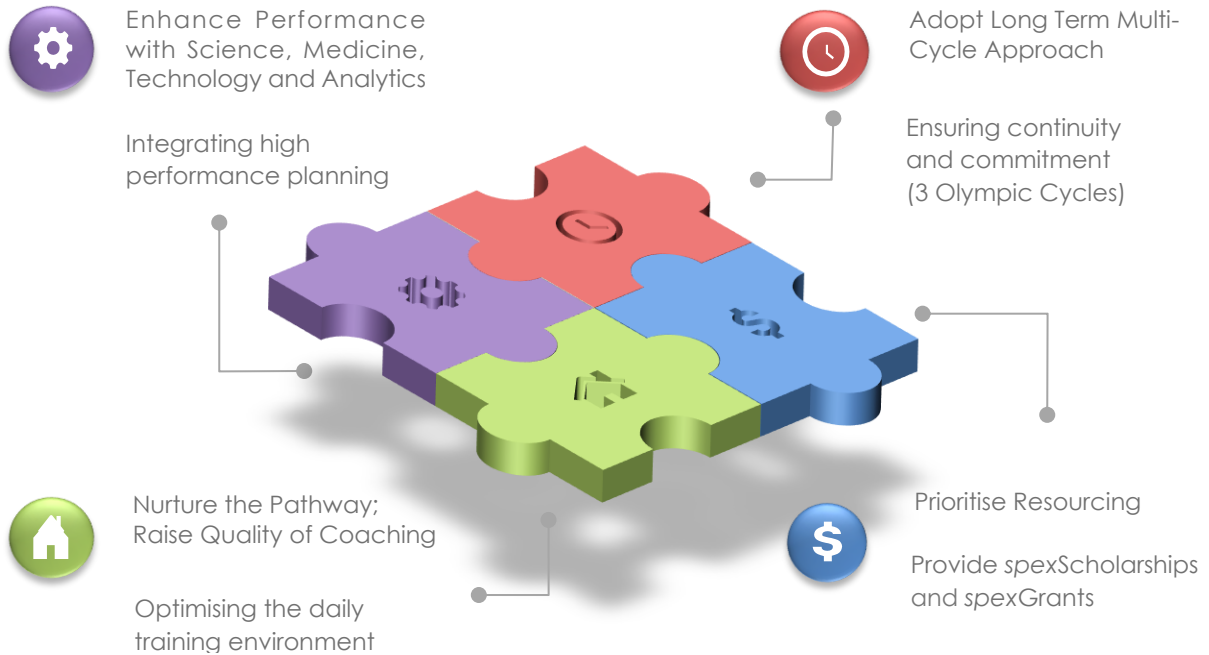 Enhance Performance
with Science, Medicine,
Technology and Analytics
Integrating high
performance planning
Adopt Long Term Multi-
Cycle Approach
Ensuring continuity
and commitment
(3 Olympic Cycles)
Nurture the Pathway;
Raise Quality of Coaching
Optimising the daily
training environment
$
Prioritise Resourcing
Provide spexScholarships
and spexGrants